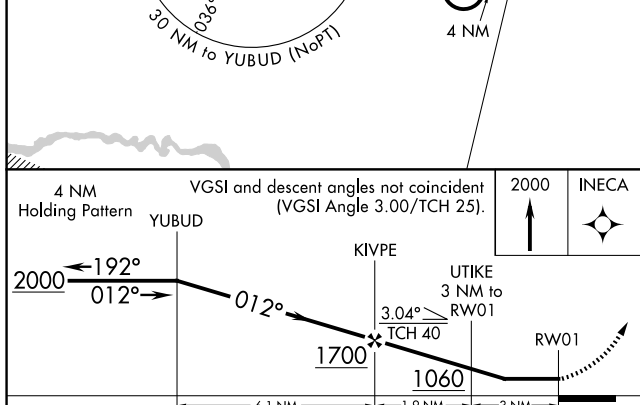 036°
30 NM to YUBUD (NoPT)
4 NM
4 NM
Holding Pattern
VGSI and descent angles not coincident
(VGSI Angle 3.00/TCH 25).
2000
INECA
YUBUD
KIVPE
UTIKE
3 NM to
RW01
2000
192°
012°
012°
3.04°
TCH 40
RW01
1700
1060